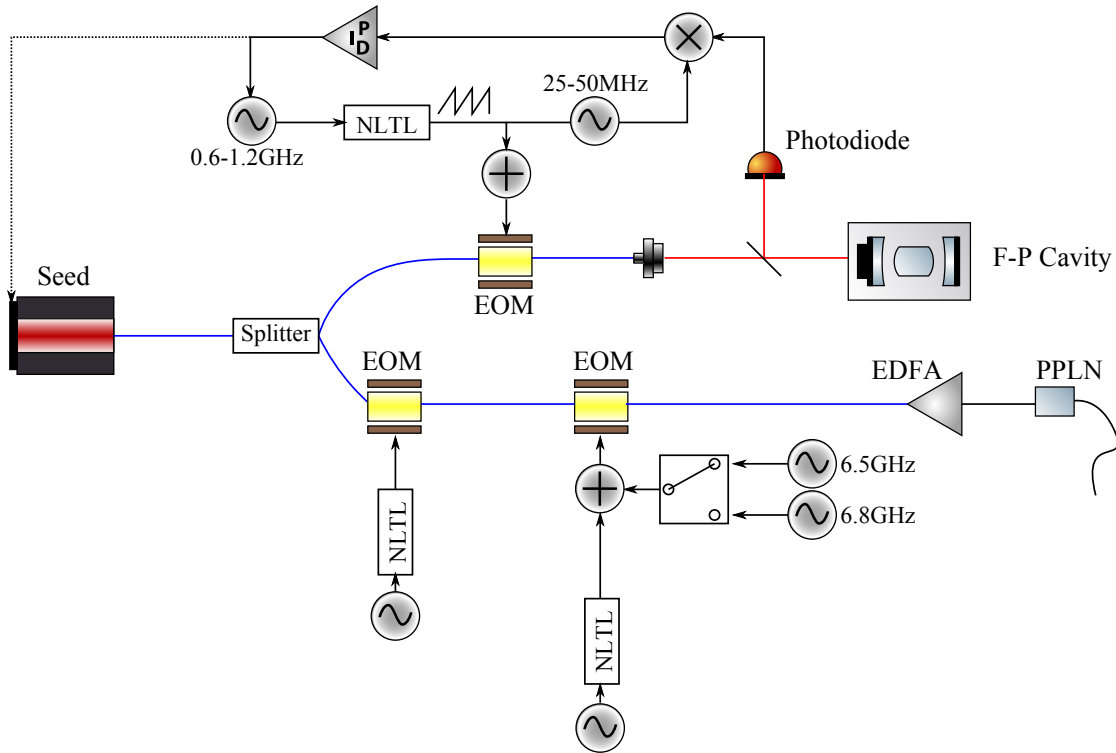 P
I
D
25-50MHz
NLTL
0.6-1.2GHz
Photodiode
F-P Cavity
Seed
EOM
Splitter
EOM
EOM
EDFA
PPLN
6.5GHz
6.8GHz
NLTL
NLTL